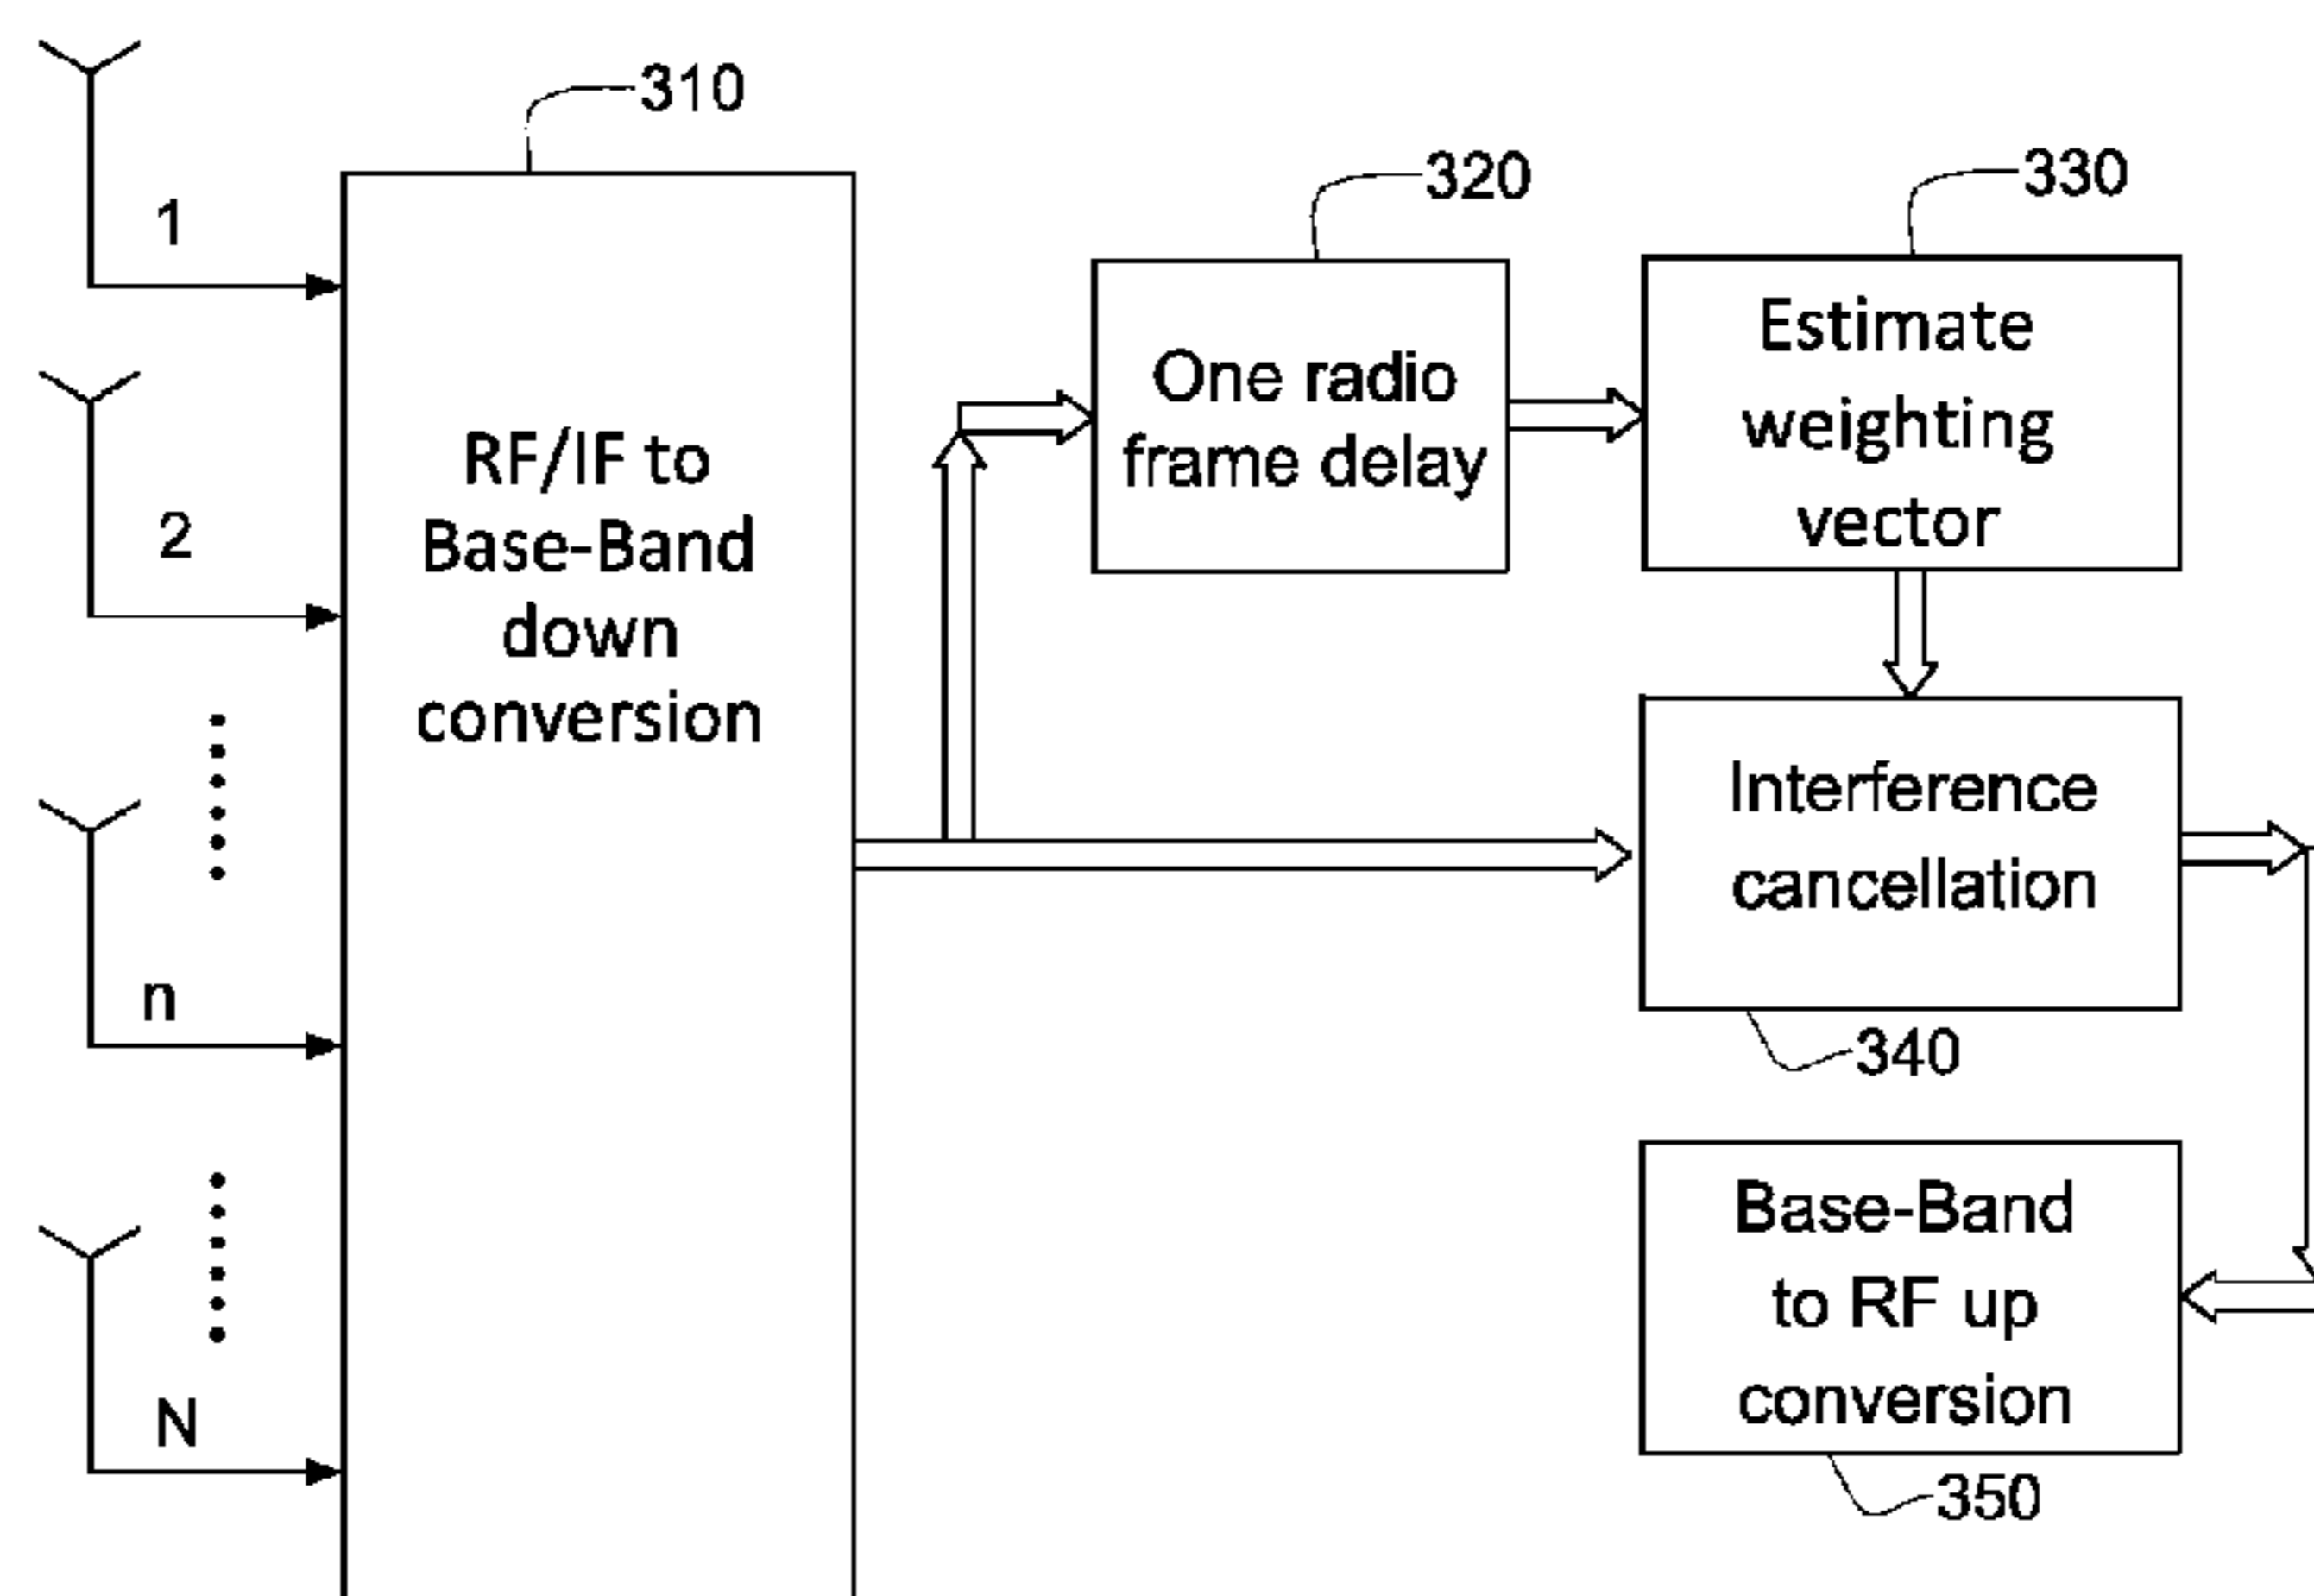 310
320
330
1
2
n
N
RF/IF to
Base-Band
down
conversion
One radio
frame delay
Estimate
weighting
vector
Interference
cancellation
340
Base-Band
to RF up
conversion
350